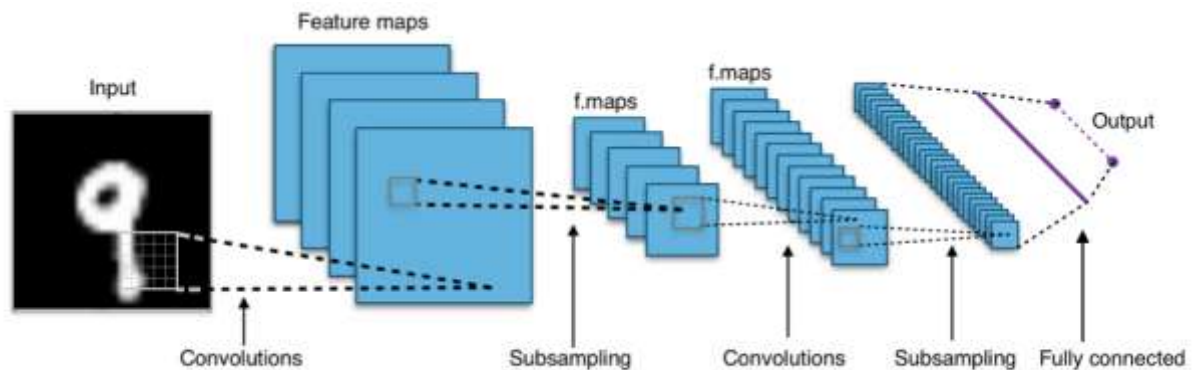 Feature maps
f.maps
f.maps
Input
Output
Convolutions
Subsampling
Convolutions
Subsampling
Fully connected